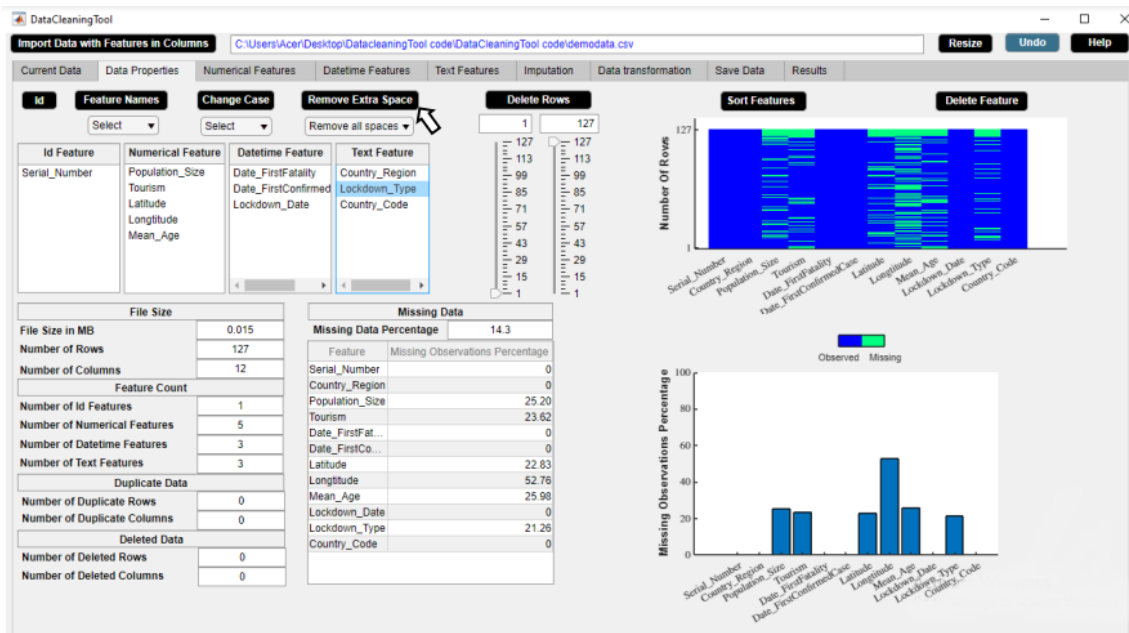 DataCleaningTool
Import Data with Features in Columns C:\Users\Acer\Desktop\DatacleaningTool code\DataCleaningTool code\demodata.csv Resize Undo Help
Current Data Data Properties Numerical Features Datetime Features Text Features Imputation Data transformation Save Data Results
Id Feature Names Change Case Remove Extra Space Delete Rows Sort Features Delete Feature
Select Select Remove all spaces 1 127
Id Feature Numerical Feature Datetime Feature Text Feature
Serial_Number Population_Size Date_FirstFatality Country_Region
Tourism Date_FirstConfirmed Lockdown_Type
Latitude Lockdown_Date Country_Code
Longtitude
Mean_Age
127 127
113 113
99 99
85 85
71 71
57 57
43 43
29 29
15 15
1 1
Number Of Rows
127
1
Serial_Number Country_Region Population_Size Tourism Date_FirstFatality Date_FirstConfirmedCase Latitude Longtitude Mean_Age Lockdown_Date Lockdown_Type Country_Code
Observed Missing
File Size
File Size in MB 0.015
Number of Rows 127
Number of Columns 12
Feature Count
Number of Id Features 1
Number of Numerical Features 5
Number of Datetime Features 3
Number of Text Features 3
Duplicate Data
Number of Duplicate Rows 0
Number of Duplicate Columns 0
Deleted Data
Number of Deleted Rows 0
Number of Deleted Columns 0
Missing Data
Missing Data Percentage 14.3
Feature Missing Observations Percentage
Serial_Number 0
Country_Region 0
Population_Size 25.20
Tourism 23.62
Date_FirstFat... 0
Date_FirstCo... 0
Latitude 22.83
Longtitude 52.76
Mean_Age 25.98
Lockdown_Date 0
Lockdown_Type 21.26
Country_Code 0
Missing Observations Percentage
100
80
60
40
20
0
Serial_Number Country_Region Population_Size Tourism Date_FirstFatality Date_FirstConfirmedCase Latitude Longtitude Mean_Age Lockdown_Date Lockdown_Type Country_Code